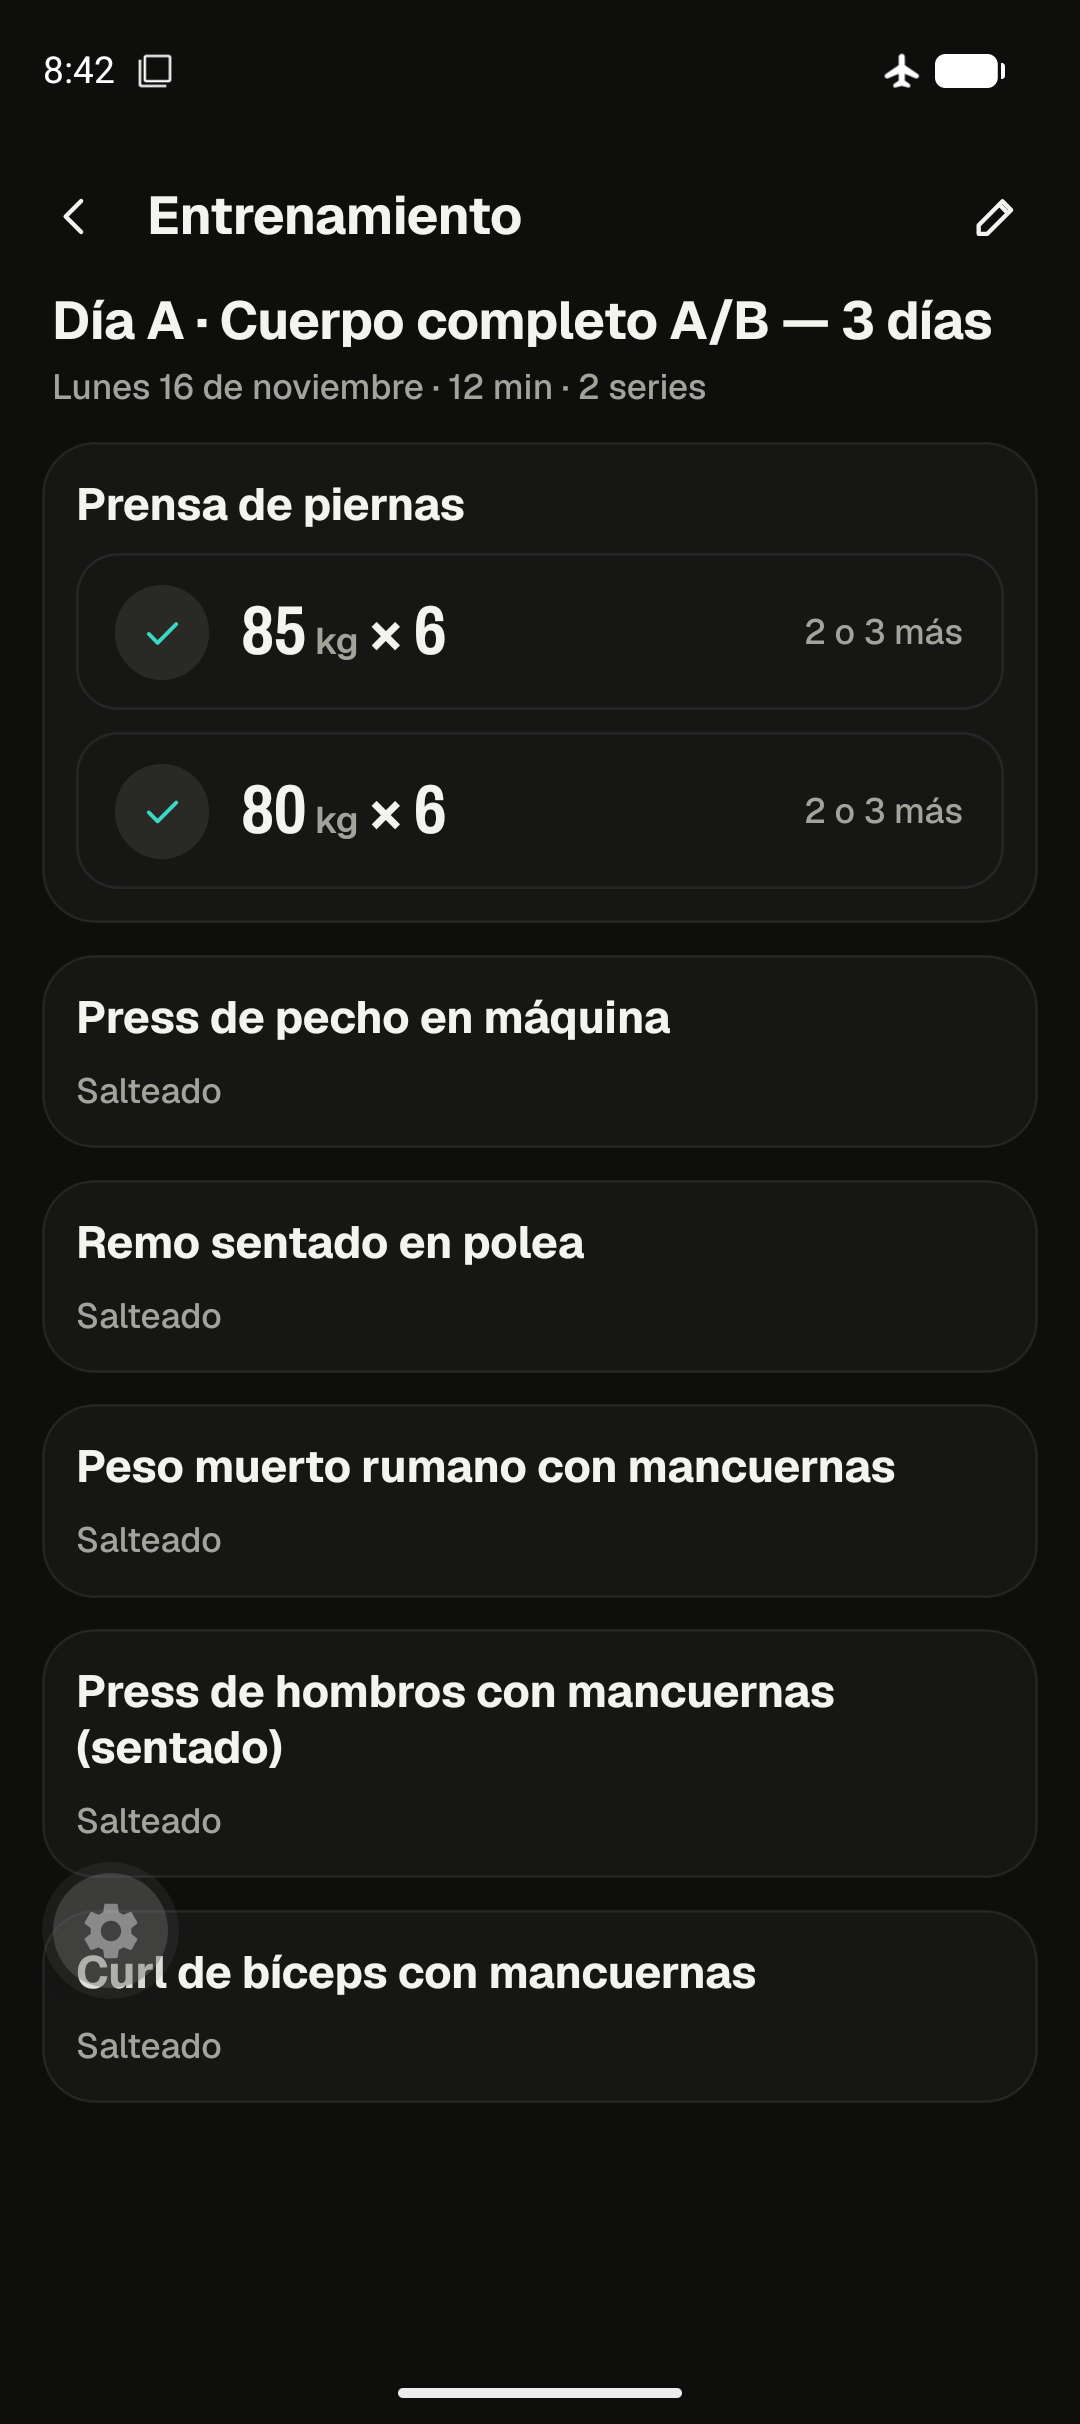 8:42
Entrenamiento
Día A · Cuerpo completo A/B — 3 días
Lunes 16 de noviembre · 12 min · 2 series
Prensa de piernas
85 kg × 6
2 o 3 más
80 kg × 6
2 o 3 más
Press de pecho en máquina
Salteado
Remo sentado en polea
Salteado
Peso muerto rumano con mancuernas
Salteado
Press de hombros con mancuernas
(sentado)
Salteado
Curl de bíceps con mancuernas
Salteado